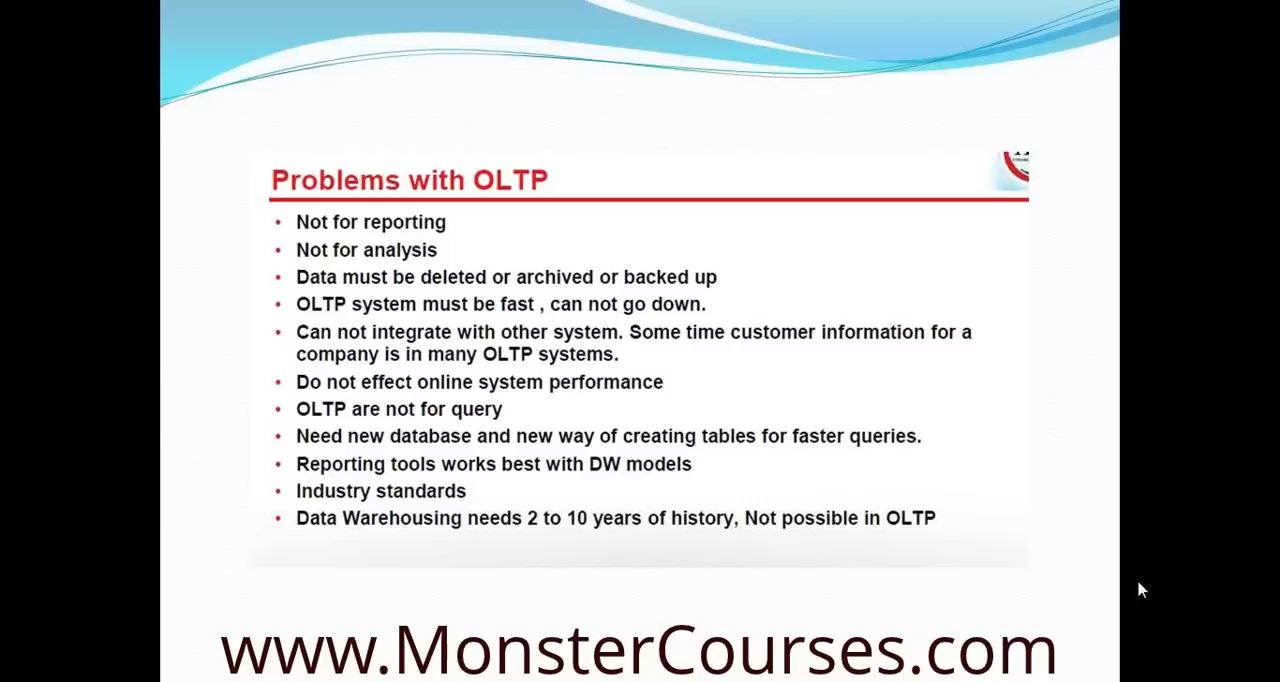 Problems with OLTP
• Not for reporting
• Not for analysis
• Data must be deleted or archived or backed up
• OLTP system must be fast , can not go down.
• Can not integrate with other system. Some time customer information for a
company is in many OLTP systems.
• Do not effect online system performance
• OLTP are not for query
• Need new database and new way of creating tables for faster queries.
• Reporting tools works best with DW models
• Industry standards
• Data Warehousing needs 2 to 10 years of history, Not possible in OLTP
www.MonsterCourses.com